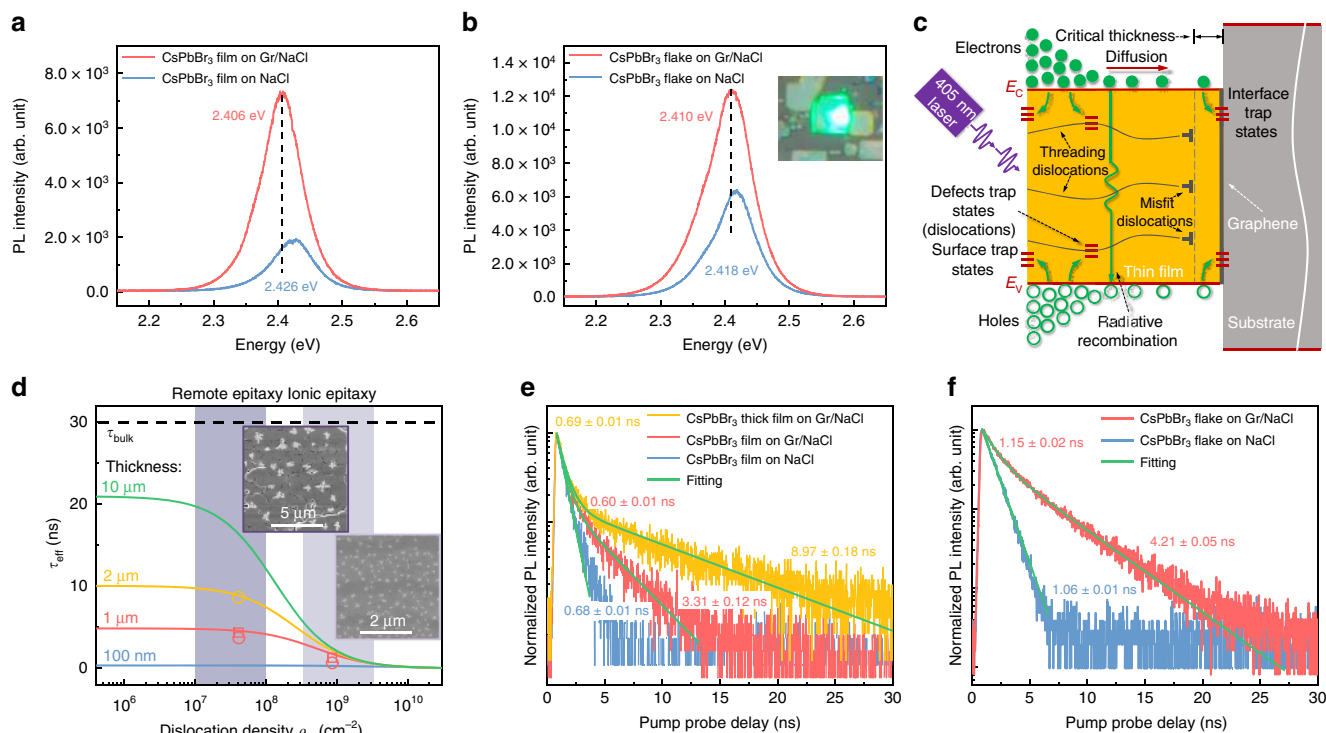 a
CsPbBr₃ film on Gr/NaCl
CsPbBr₃ film on NaCl
8.0 × 10³
6.0 × 10³
4.0 × 10³
2.0 × 10³
0.0
PL intensity (arb. unit)
2.406 eV
2.426 eV
2.2
2.3
2.4
2.5
2.6
Energy (eV)
b
CsPbBr₃ flake on Gr/NaCl
CsPbBr₃ flake on NaCl
1.4 × 10⁴
1.2 × 10⁴
1.0 × 10⁴
8.0 × 10³
6.0 × 10³
4.0 × 10³
2.0 × 10³
0.0
PL intensity (arb. unit)
2.410 eV
2.418 eV
2.2
2.3
2.4
2.5
2.6
Energy (eV)
c
Critical thickness
Electrons
Diffusion
405 nm
laser
E_C
Interface
trap
states
Threading
dislocations
Defects trap
states
(dislocations)
Misfit
dislocations
Surface trap
states
Graphene
Thin film
E_V
Holes
Radiative
recombination
Substrate
d
Remote epitaxy Ionic epitaxy
30
20
10
0
τ_eff (ns)
τ_bulk
Thickness:
10 μm
2 μm
1 μm
100 nm
5 μm
2 μm
10⁶
10⁷
10⁸
10⁹
10¹⁰
Dislocation density (cm⁻²)
e
CsPbBr₃ thick film on Gr/NaCl
CsPbBr₃ film on Gr/NaCl
CsPbBr₃ film on NaCl
Fitting
Normalized PL intensity (arb. unit)
0.69 ± 0.01 ns
0.60 ± 0.01 ns
8.97 ± 0.18 ns
3.31 ± 0.12 ns
0.68 ± 0.01 ns
0
5
10
15
20
25
30
Pump probe delay (ns)
f
CsPbBr₃ flake on Gr/NaCl
CsPbBr₃ flake on NaCl
Fitting
Normalized PL intensity (arb. unit)
1.15 ± 0.02 ns
4.21 ± 0.05 ns
1.06 ± 0.01 ns
0
5
10
15
20
25
30
Pump probe delay (ns)